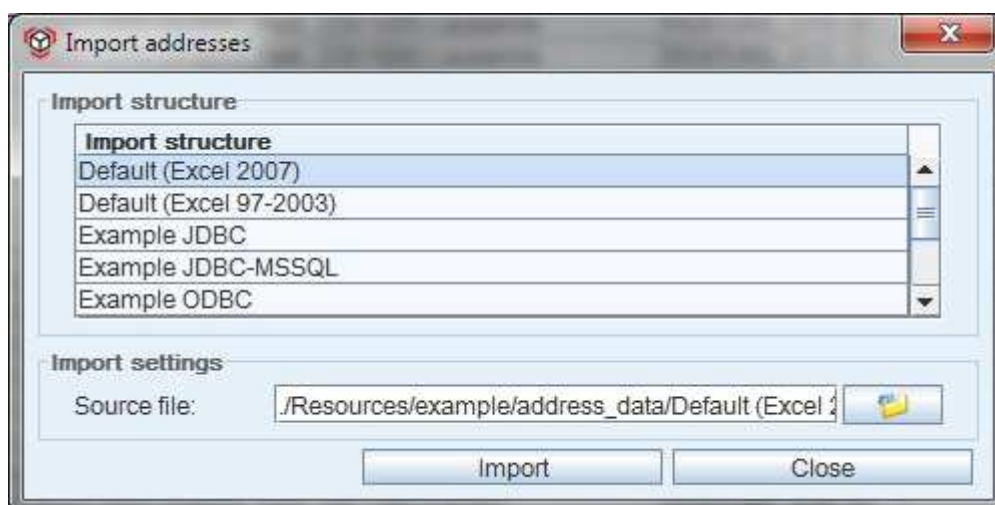 Import addresses
Import structure
Import structure
Default (Excel 2007)
Default (Excel 97-2003)
Example JDBC
Example JDBC-MSSQL
Example ODBC
Import settings
Source file: ./Resources/example/address_data/Default (Excel
Import Close